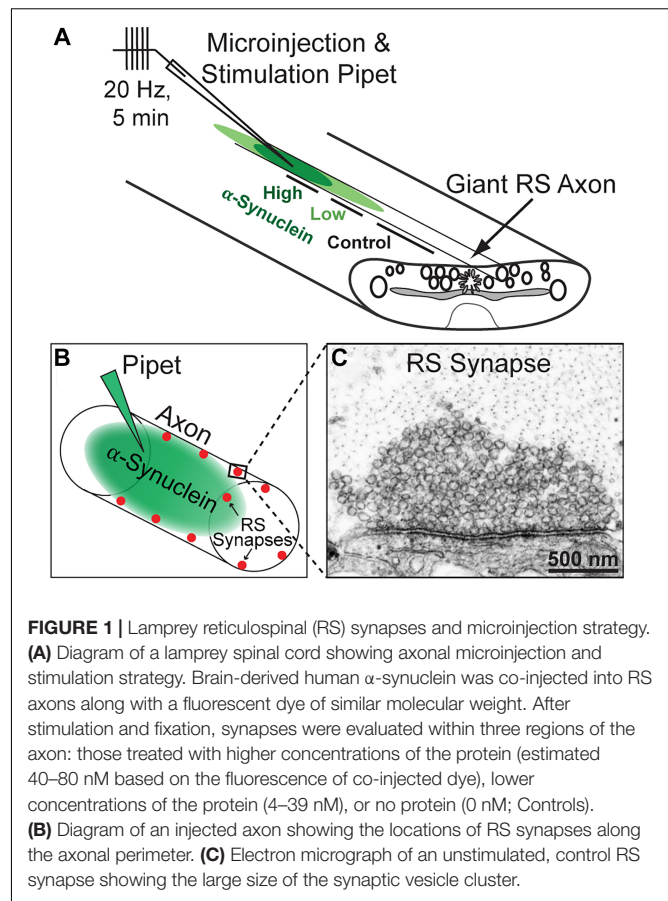 A
Microinjection &
Stimulation Pipet
20 Hz,
5 min
Giant RS Axon
High
α-Synuclein
Low
Control
B
Pipet
Axon
α-Synuclein
RS
Synapses
C
RS Synapse
500 nm
FIGURE 1 | Lamprey reticulospinal (RS) synapses and microinjection strategy.
(A) Diagram of a lamprey spinal cord showing axonal microinjection and
stimulation strategy. Brain-derived human α-synuclein was co-injected into RS
axons along with a fluorescent dye of similar molecular weight. After
stimulation and fixation, synapses were evaluated within three regions of the
axon: those treated with higher concentrations of the protein (estimated
40–80 nM based on the fluorescence of co-injected dye), lower
concentrations of the protein (4–39 nM), or no protein (0 nM; Controls).
(B) Diagram of an injected axon showing the locations of RS synapses along
the axonal perimeter. (C) Electron micrograph of an unstimulated, control RS
synapse showing the large size of the synaptic vesicle cluster.